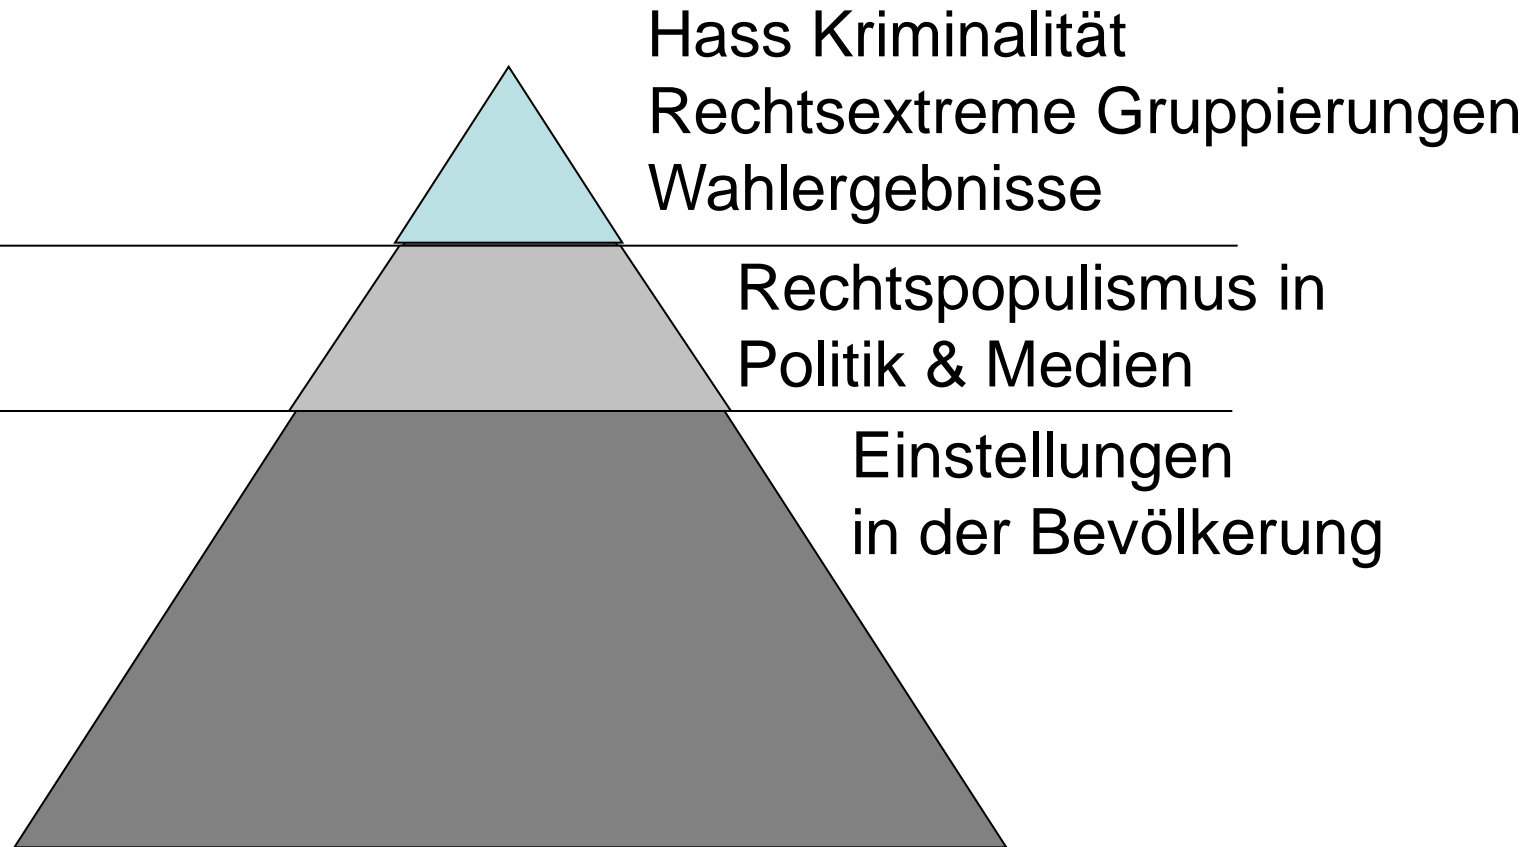 Hass Kriminalität
Rechtsextreme Gruppierungen
Wahlergebnisse
Rechtspopulismus in
Politik & Medien
Einstellungen
in der Bevölkerung